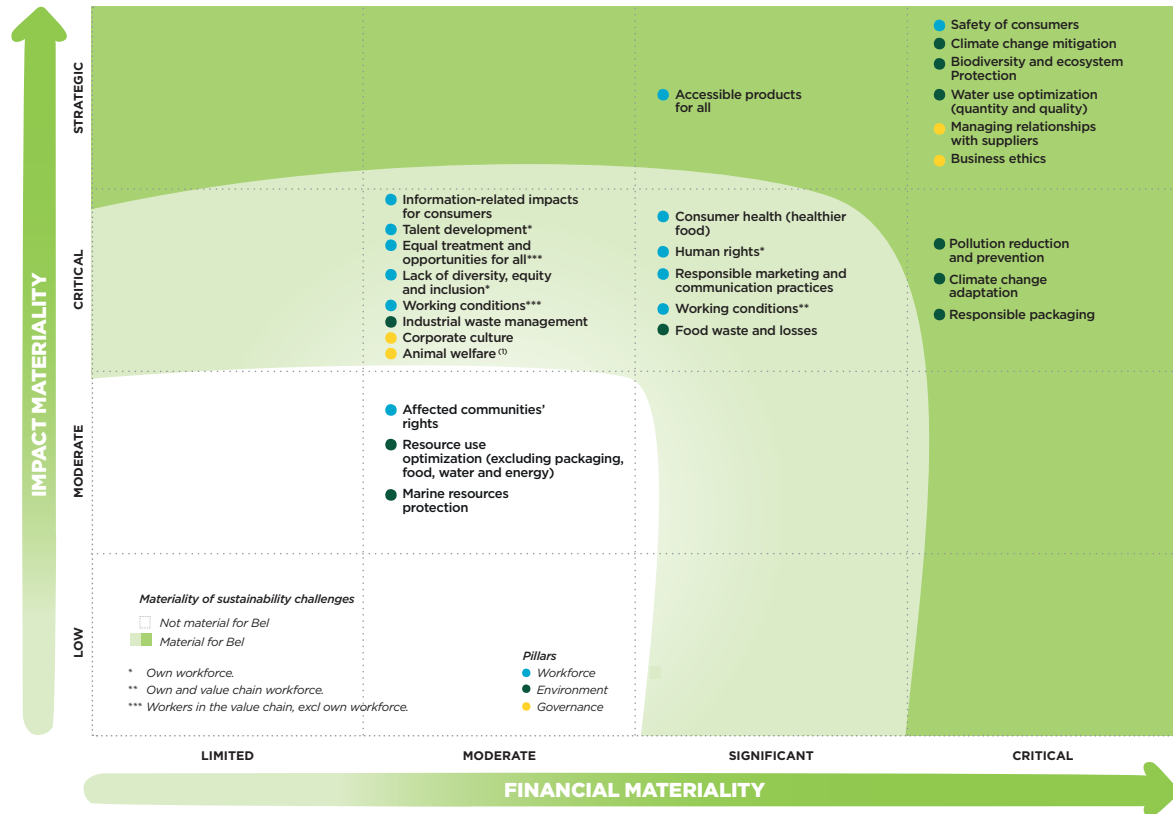 IMPACT MATERIALITY
STRATEGIC
CRITICAL
MODERATE
LOW
Safety of consumers
Climate change mitigation
Biodiversity and ecosystem
Protection
Water use optimization
(quantity and quality)
Managing relationships
with suppliers
Business ethics
Accessible products
for all
Information-related impacts
for consumers
Talent development*
Equal treatment and
opportunities for all***
Lack of diversity, equity
and inclusion*
Working conditions***
Industrial waste management
Corporate culture
Animal welfare (1)
Consumer health (healthier
food)
Human rights*
Responsible marketing and
communication practices
Working conditions**
Food waste and losses
Pollution reduction
and prevention
Climate change
adaptation
Responsible packaging
Affected communities’
rights
Resource use
optimization (excluding packaging,
food, water and energy)
Marine resources
protection
Materiality of sustainability challenges
Not material for Bel
Material for Bel
* Own workforce.
** Own and value chain workforce.
*** Workers in the value chain, excl own workforce.
Pillars
Workforce
Environment
Governance
LIMITED
MODERATE
SIGNIFICANT
CRITICAL
FINANCIAL MATERIALITY